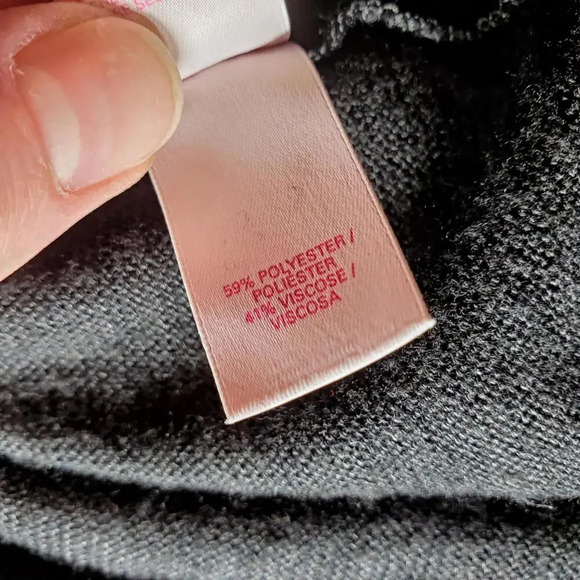 59% POLYESTER /
POLIESTER
41% VISCOSE /
VISCOSA